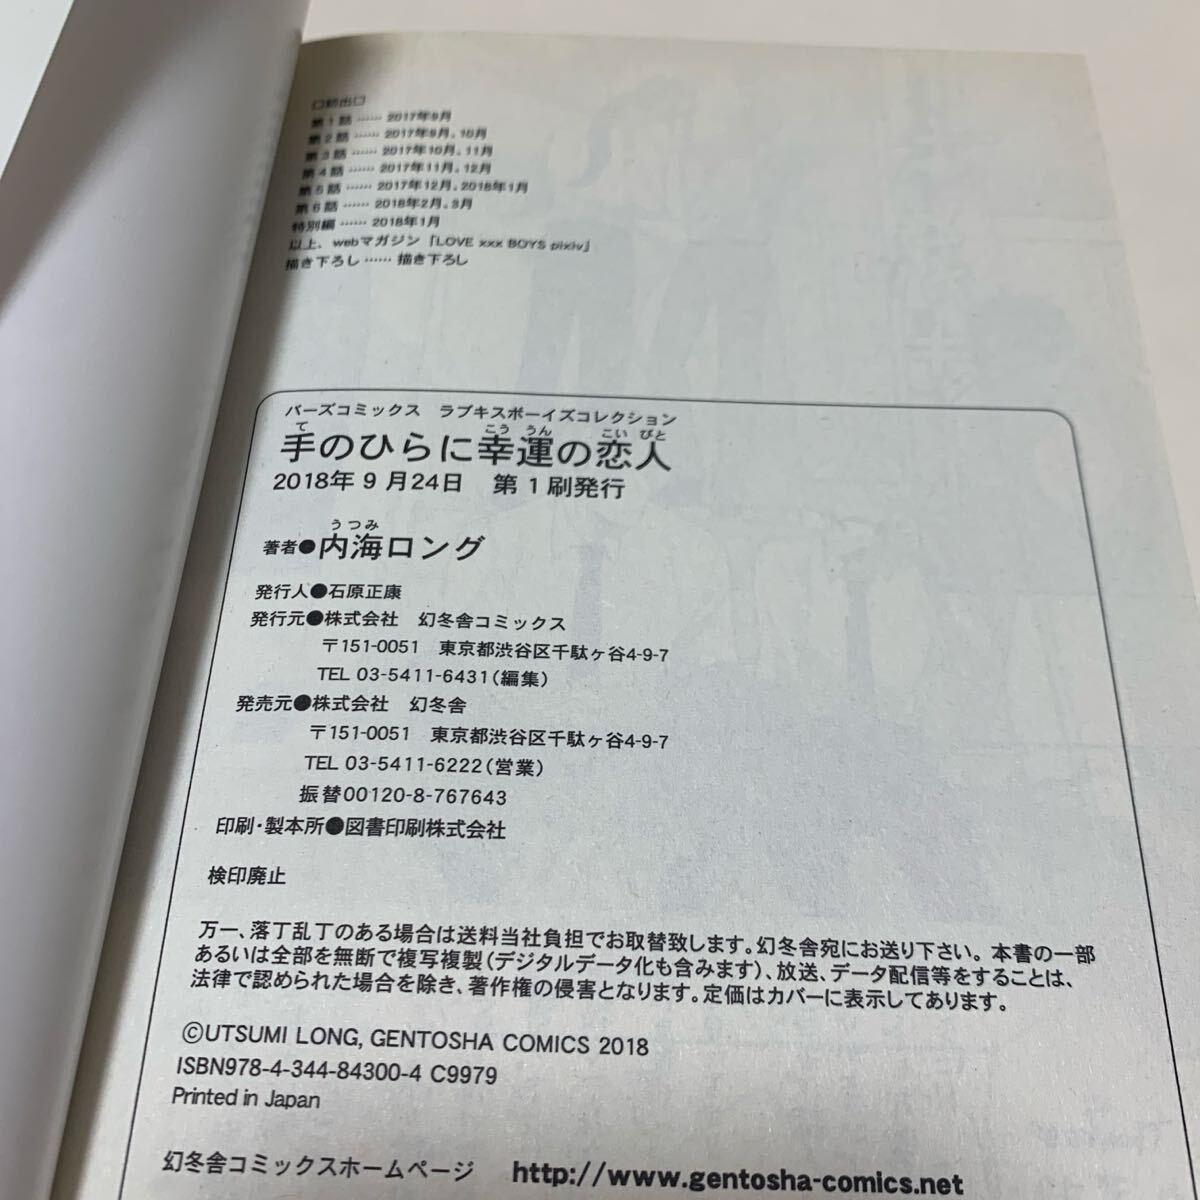 □初出□
第1話……2017年9月
第2話……2017年9月、10月
第3話……2017年10月、11月
第4話……2017年11月、12月
第5話……2017年12月、2018年1月
第6話……2018年2月、3月
特別編……2018年1月
以上、webマガジン「LOVE xxx BOYS pixiv」
描き下ろし……描き下ろし
バーズコミックス　ラブキスボーイズコレクション
て　こう うん　こい びと
手のひらに幸運の恋人
2018年9月24日　第1刷発行
うつみ
著者●内海ロング
発行人●石原正康
発行元●株式会社　幻冬舎コミックス
〒151-0051　東京都渋谷区千駄ヶ谷4-9-7
TEL 03-5411-6431(編集)
発売元●株式会社　幻冬舎
〒151-0051　東京都渋谷区千駄ヶ谷4-9-7
TEL 03-5411-6222(営業)
振替00120-8-767643
印刷・製本所●図書印刷株式会社
検印廃止
万一、落丁乱丁のある場合は送料当社負担でお取替致します。幻冬舎宛にお送り下さい。本書の一部
あるいは全部を無断で複写複製(デジタルデータ化も含みます)、放送、データ配信等をすることは、
法律で認められた場合を除き、著作権の侵害となります。定価はカバーに表示してあります。
©UTSUMI LONG, GENTOSHA COMICS 2018
ISBN978-4-344-84300-4 C9979
Printed in Japan
幻冬舎コミックスホームページ　http://www.gentosha-comics.net